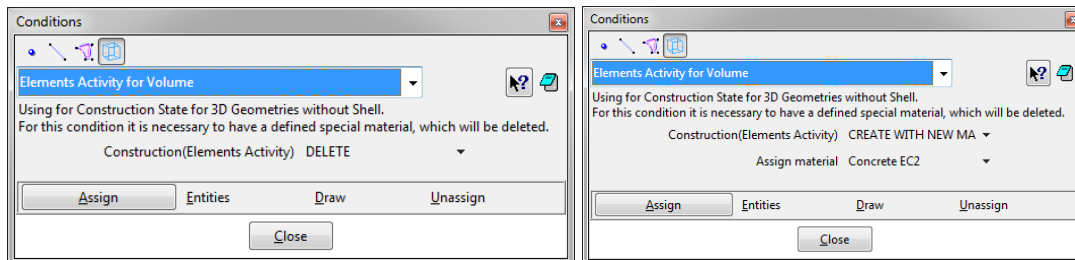 Conditions
Elements Activity for Volume
Using for Construction State for 3D Geometries without Shell.
For this condition it is necessary to have a defined special material, which will be deleted.
Construction(Elements Activity) DELETE
Assign Entities Draw Unassign
Close
Conditions
Elements Activity for Volume
Using for Construction State for 3D Geometries without Shell.
For this condition it is necessary to have a defined special material, which will be deleted.
Construction(Elements Activity) CREATE WITH NEW MA
Assign material Concrete EC2
Assign Entities Draw Unassign
Close